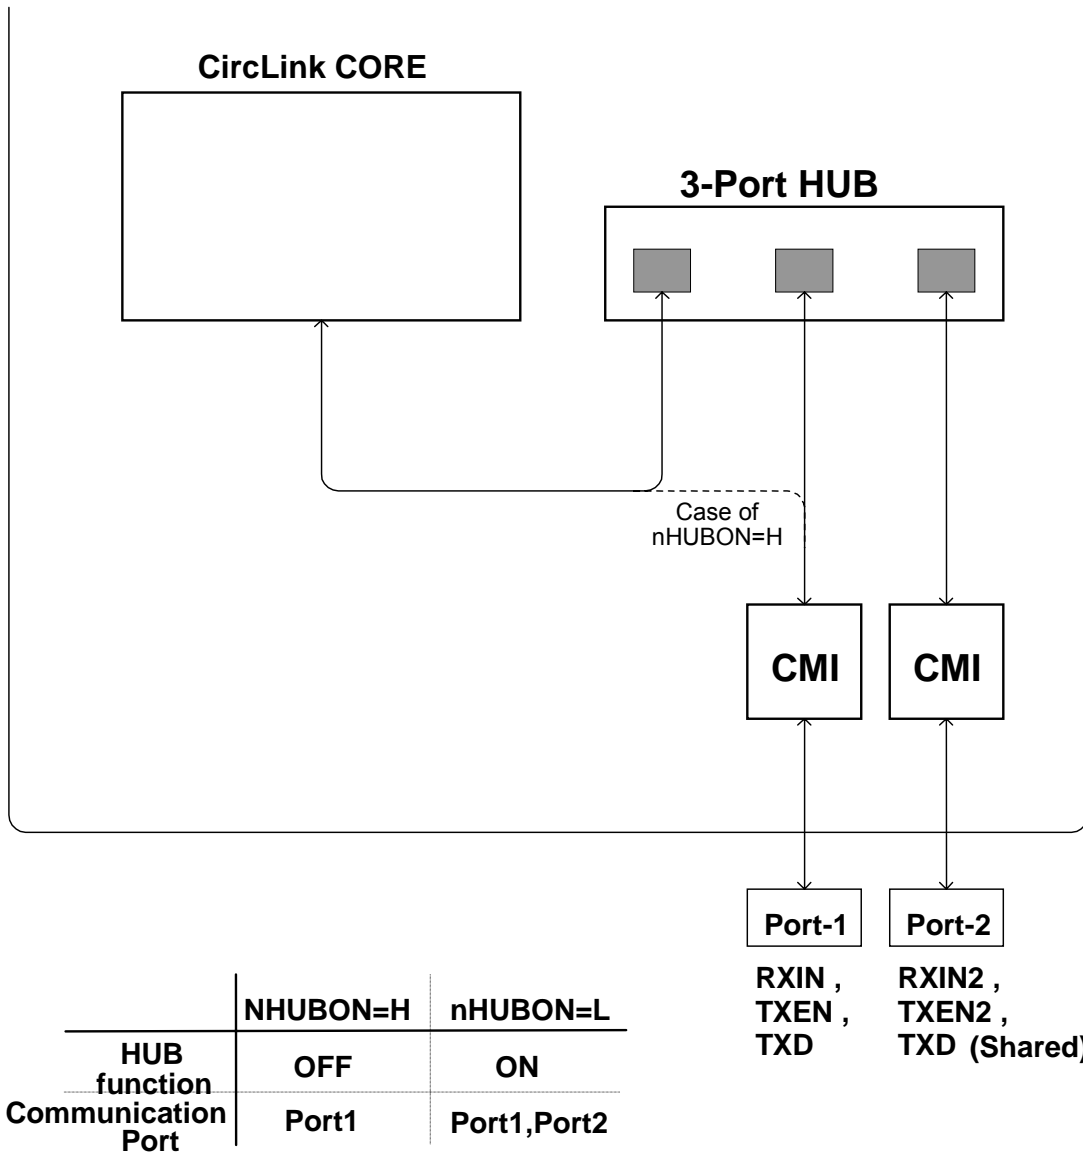 CircLink CORE
3-Port HUB
Case of
nHUBON=H
CMI
CMI
Port-1
Port-2
RXIN ,
TXEN ,
TXD
RXIN2 ,
TXEN2 ,
TXD (Shared)
NHUBON=H nHUBON=L
HUB
function
OFF
ON
Communication
Port
Port1
Port1,Port2